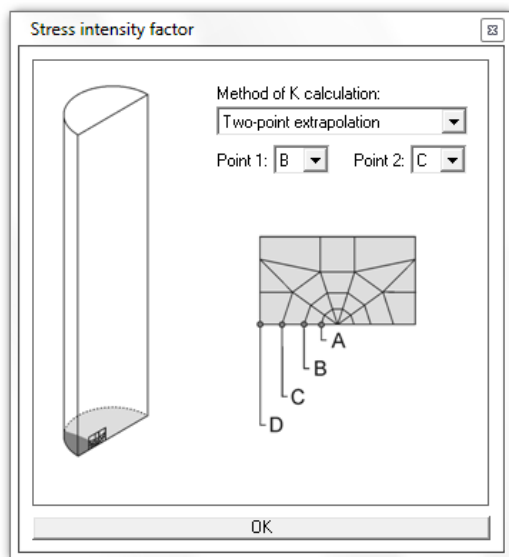 Stress intensity factor
Method of K calculation:
Two-point extrapolation
Point 1: B Point 2: C
A
B
C
D
OK